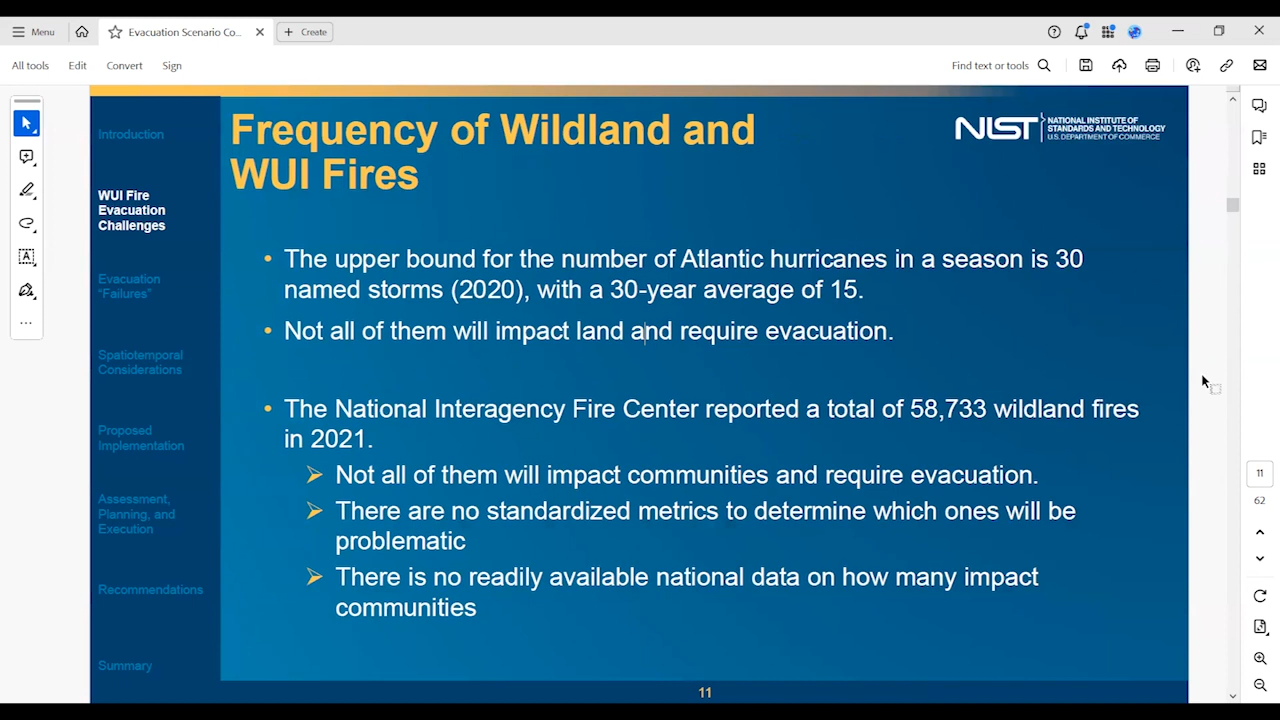 Menu
Evacuation Scenario Co...
Create
All tools
Edit
Convert
Sign
Find text or tools
Introduction
WUI Fire
Evacuation
Challenges
Evacuation
“Failures”
Spatiotemporal
Considerations
Proposed
Implementation
Assessment,
Planning, and
Execution
Recommendations
Summary
Frequency of Wildland and
WUI Fires
NIST
NATIONAL INSTITUTE OF
STANDARDS AND TECHNOLOGY
U.S. DEPARTMENT OF COMMERCE
• The upper bound for the number of Atlantic hurricanes in a season is 30
named storms (2020), with a 30-year average of 15.
• Not all of them will impact land and require evacuation.
• The National Interagency Fire Center reported a total of 58,733 wildland fires
in 2021.
➢ Not all of them will impact communities and require evacuation.
➢ There are no standardized metrics to determine which ones will be
problematic
➢ There is no readily available national data on how many impact
communities
11
11
62